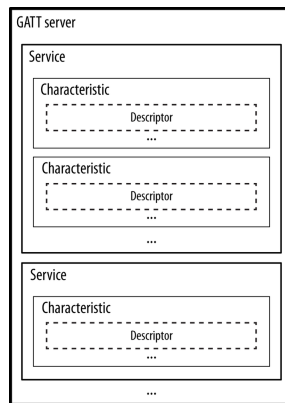 GATT server
Service
Characteristic
Descriptor
...
Characteristic
Descriptor
...
...
Service
Characteristic
Descriptor
...
...